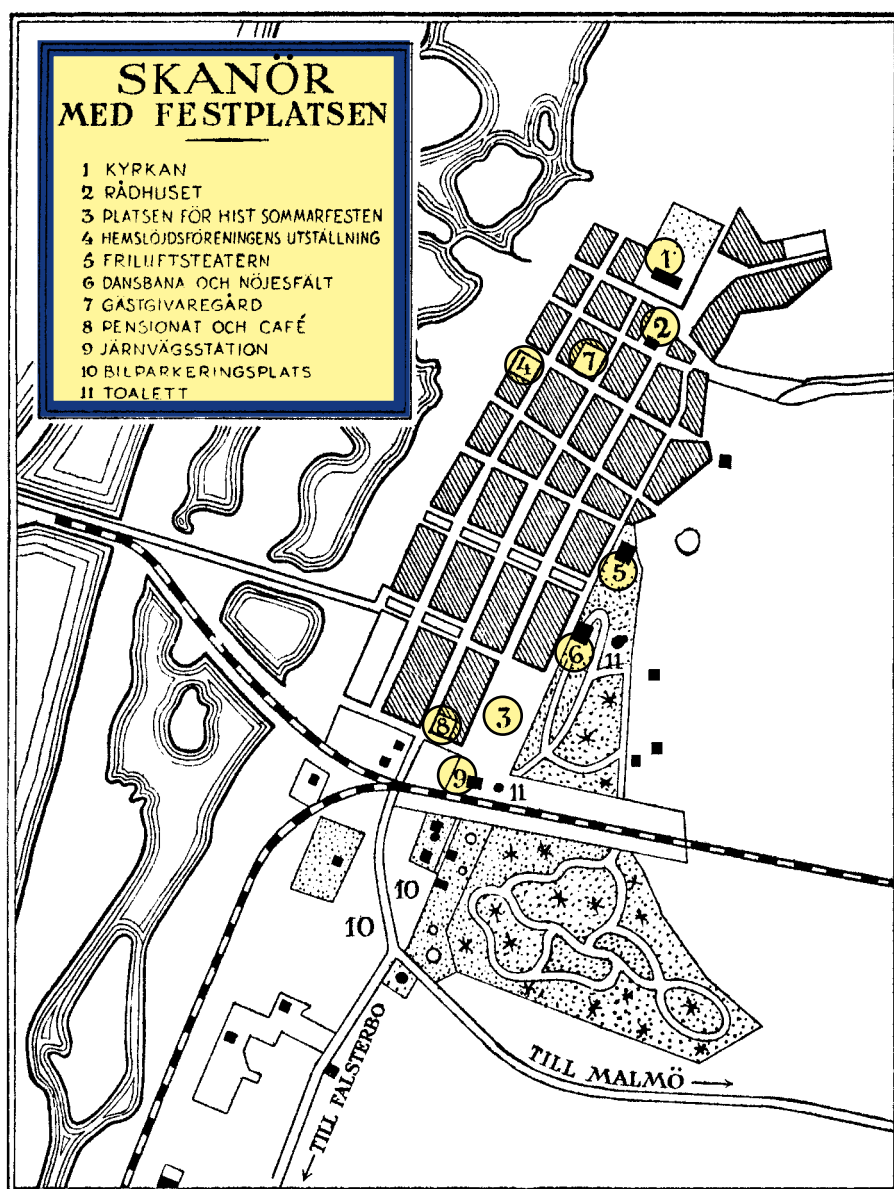 SKANÖR
MED FESTPLATSEN
1 KYRKAN
2 RÅDHUSET
3 PLATSEN FÖR HIST SOMMARFESTEN
4 HEMSLÖJDSFÖRENINGENS UTSTÄLLNING
5 FRILUFTSTEATERN
6 DANSBANA OCH NÖJESFÄLT
7 GÄSTGIVAREGÅRD
8 PENSIONAT OCH CAFÉ
9 JÄRNVÄGSSTATION
10 BILPARKERINGSPLATS
11 TOALETT
1
2
4
7
5
6
11
8
3
9
11
10
10
TILL FALSTERBO
TILL MALMÖ